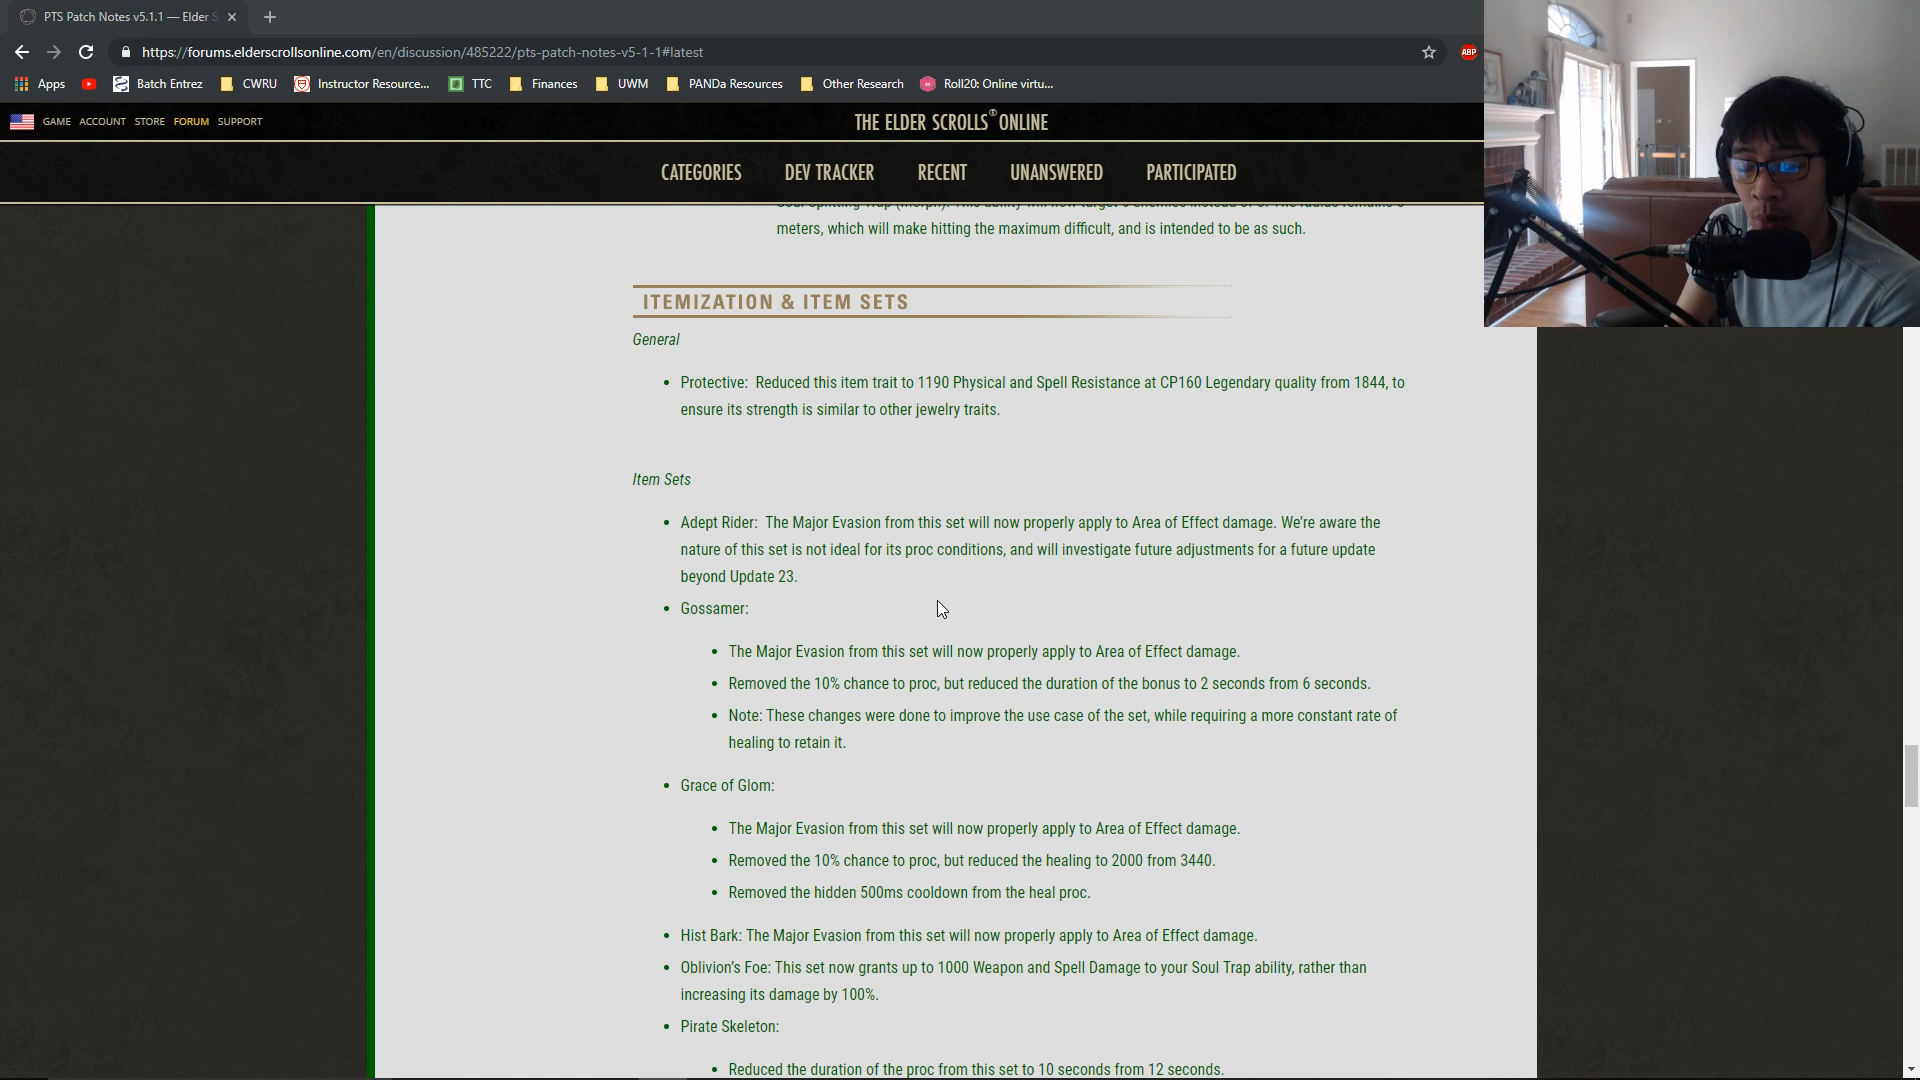 PTS Patch Notes v5.1.1 — Elder S
https://forums.elderscrollsonline.com/en/discussion/485222/pts-patch-notes-v5-1-1#latest
ABP
Apps Batch Entrez CWRU Instructor Resource... TTC Finances UWM PANDa Resources Other Research Roll20: Online virtu...
GAME ACCOUNT STORE FORUM SUPPORT
THE ELDER SCROLLS® ONLINE
CATEGORIES DEV TRACKER RECENT UNANSWERED PARTICIPATED
meters, which will make hitting the maximum difficult, and is intended to be as such.
ITEMIZATION & ITEM SETS
General
• Protective: Reduced this item trait to 1190 Physical and Spell Resistance at CP160 Legendary quality from 1844, to
ensure its strength is similar to other jewelry traits.
Item Sets
• Adept Rider: The Major Evasion from this set will now properly apply to Area of Effect damage. We're aware the
nature of this set is not ideal for its proc conditions, and will investigate future adjustments for a future update
beyond Update 23.
• Gossamer:
• The Major Evasion from this set will now properly apply to Area of Effect damage.
• Removed the 10% chance to proc, but reduced the duration of the bonus to 2 seconds from 6 seconds.
• Note: These changes were done to improve the use case of the set, while requiring a more constant rate of
healing to retain it.
• Grace of Glom:
• The Major Evasion from this set will now properly apply to Area of Effect damage.
• Removed the 10% chance to proc, but reduced the healing to 2000 from 3440.
• Removed the hidden 500ms cooldown from the heal proc.
• Hist Bark: The Major Evasion from this set will now properly apply to Area of Effect damage.
• Oblivion's Foe: This set now grants up to 1000 Weapon and Spell Damage to your Soul Trap ability, rather than
increasing its damage by 100%.
• Pirate Skeleton:
• Reduced the duration of the proc from this set to 10 seconds from 12 seconds.